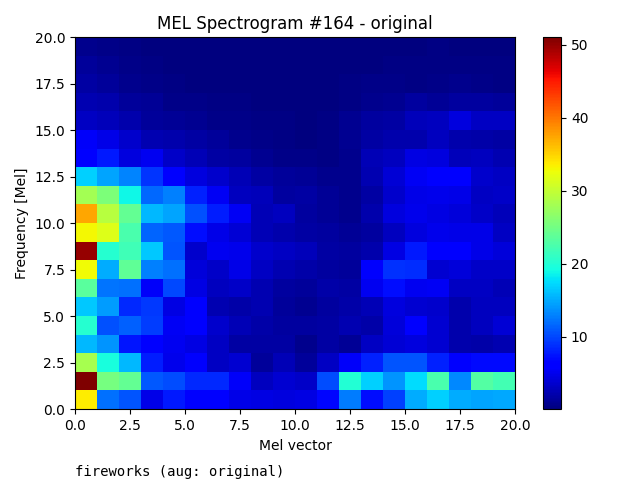 MEL Spectrogram #164 - original
20.0
17.5
15.0
12.5
10.0
7.5
5.0
2.5
0.0
Frequency [Mel]
0.0 2.5 5.0 7.5 10.0 12.5 15.0 17.5 20.0
Mel vector
50
40
30
20
10
fireworks (aug: original)